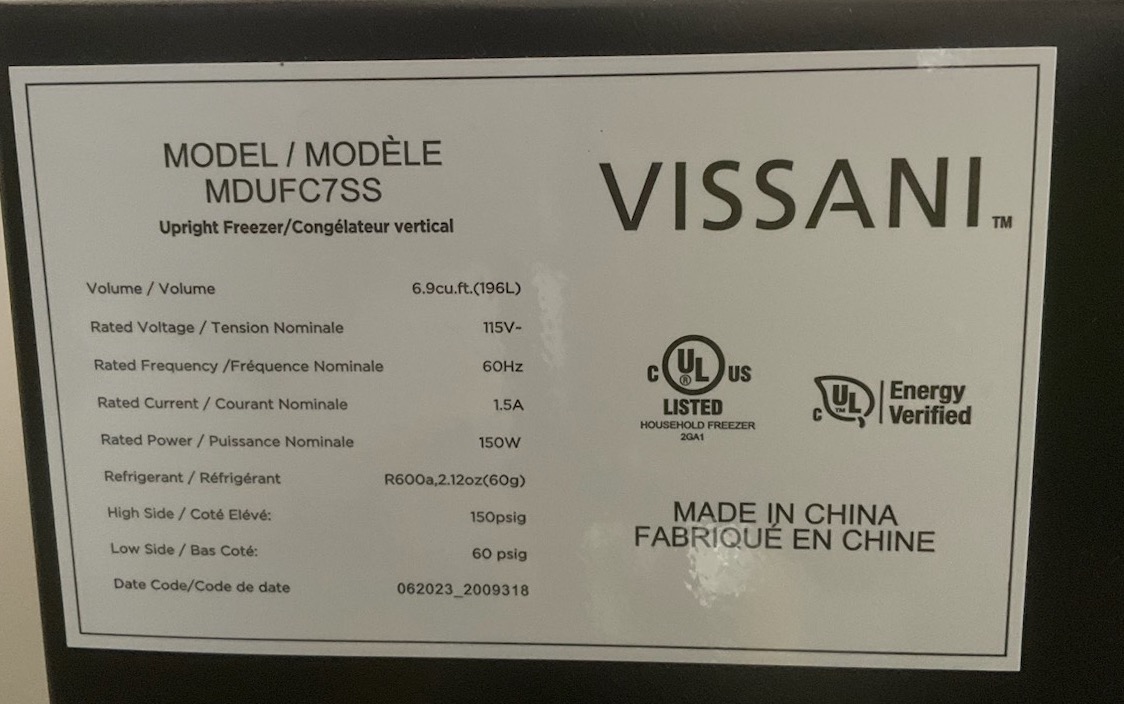 MODEL / MODÈLE
MDUFC7SS
Upright Freezer/Congélateur vertical
Volume / Volume 6.9cu.ft.(196L)
Rated Voltage / Tension Nominale 115V~
Rated Frequency /Fréquence Nominale 60Hz
Rated Current / Courant Nominale 1.5A
Rated Power / Puissance Nominale 150W
Refrigerant / Réfrigérant R600a,2.12oz(60g)
High Side / Coté Elévé: 150psig
Low Side / Bas Coté: 60 psig
Date Code/Code de date 062023_2009318
VISSANI™
C UL® US
LISTED
HOUSEHOLD FREEZER
2GA1
C UL™ Energy
Verified
MADE IN CHINA
FABRIQUÉ EN CHINE